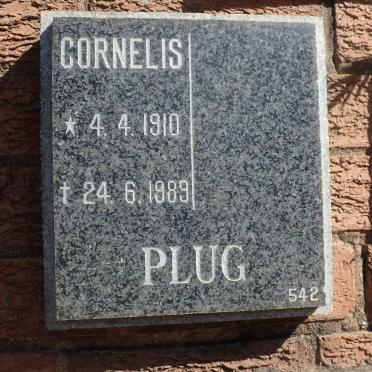 CORNELIS
* 4. 4. 1910
† 24. 6. 1989
PLUG
542